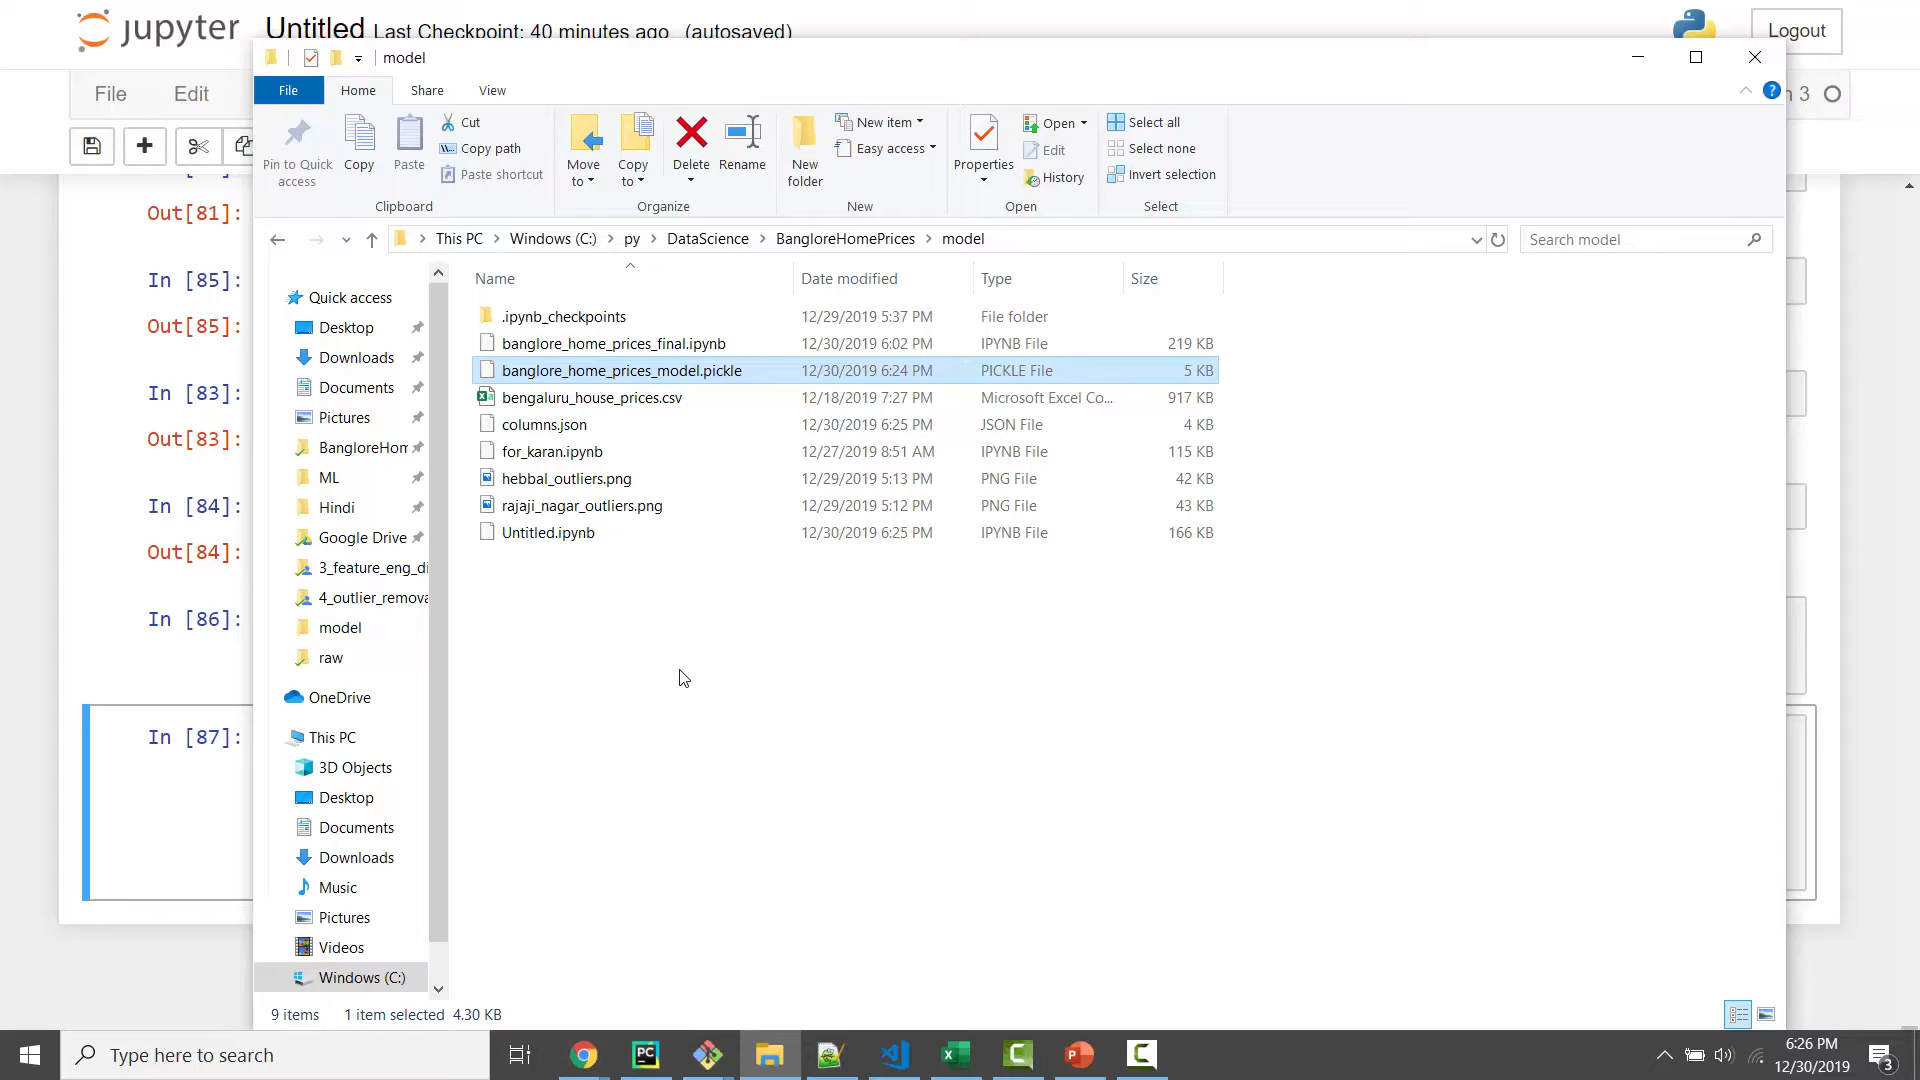 jupyter Untitled Last Checkpoint: 40 minutes ago (autosaved) Logout
model
File Edit
File Home Share View
n 3
Pin to Quick access
Copy
Paste
Cut
Copy path
Paste shortcut
Clipboard
Move to
Copy to
Delete
Rename
Organize
New folder
New item
Easy access
New
Properties
Open
Edit
History
Open
Select all
Select none
Invert selection
Select
This PC Windows (C:) py DataScience BangloreHomePrices model
Search model
Out[81]:
In [85]:
Out[85]:
In [83]:
Out[83]:
In [84]:
Out[84]:
In [86]:
In [87]:
Quick access
Desktop
Downloads
Documents
Pictures
BangloreHom
ML
Hindi
Google Drive
3_feature_eng_di
4_outlier_remova
model
raw
OneDrive
This PC
3D Objects
Desktop
Documents
Downloads
Music
Pictures
Videos
Windows (C:)
Name Date modified Type Size
.ipynb_checkpoints 12/29/2019 5:37 PM File folder
banglore_home_prices_final.ipynb 12/30/2019 6:02 PM IPYNB File 219 KB
banglore_home_prices_model.pickle 12/30/2019 6:24 PM PICKLE File 5 KB
bengaluru_house_prices.csv 12/18/2019 7:27 PM Microsoft Excel Co... 917 KB
columns.json 12/30/2019 6:25 PM JSON File 4 KB
for_karan.ipynb 12/27/2019 8:51 AM IPYNB File 115 KB
hebbal_outliers.png 12/29/2019 5:13 PM PNG File 42 KB
rajaji_nagar_outliers.png 12/29/2019 5:12 PM PNG File 43 KB
Untitled.ipynb 12/30/2019 6:25 PM IPYNB File 166 KB
9 items 1 item selected 4.30 KB
Type here to search
PC
6:26 PM
12/30/2019
3